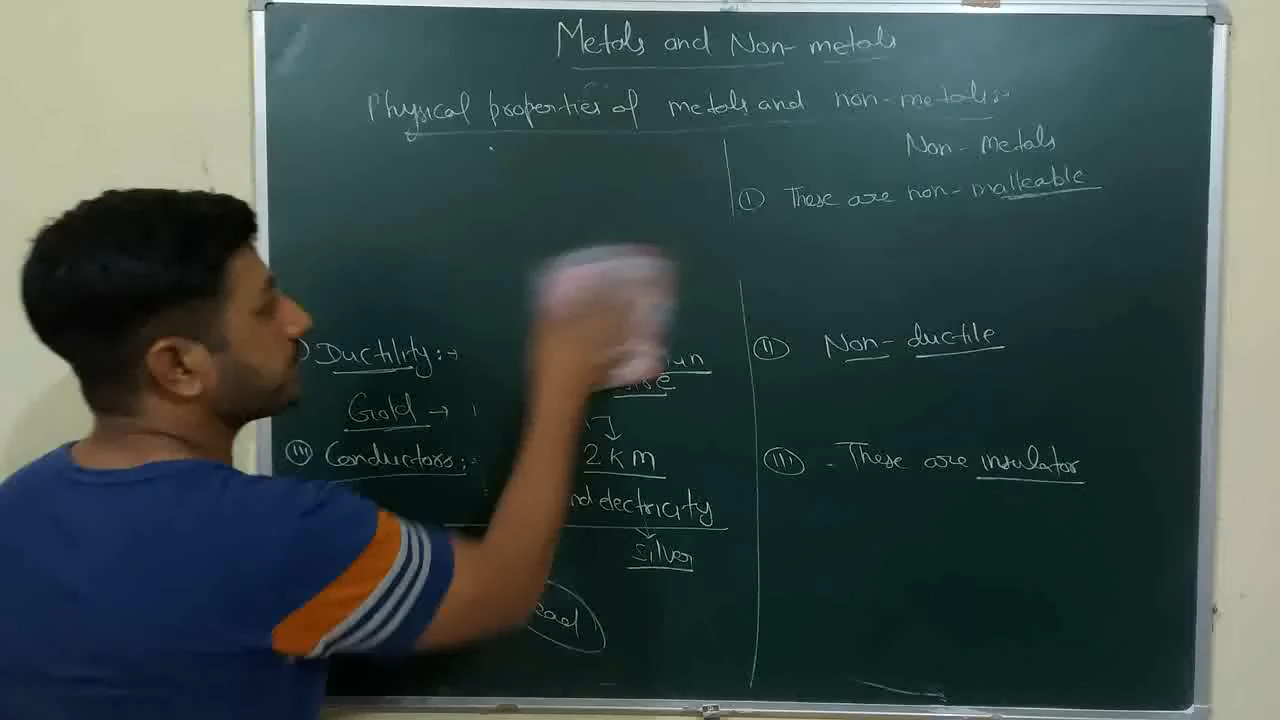 Metals and Non-metals
Physical properties of metals and non-metals:-
Non-Metals
(I) These are non-malleable
) Ductility:→
Gold →
2 km
(III) Conductors:-
electricity
silver
(II) Non-ductile
(III) These are insulator